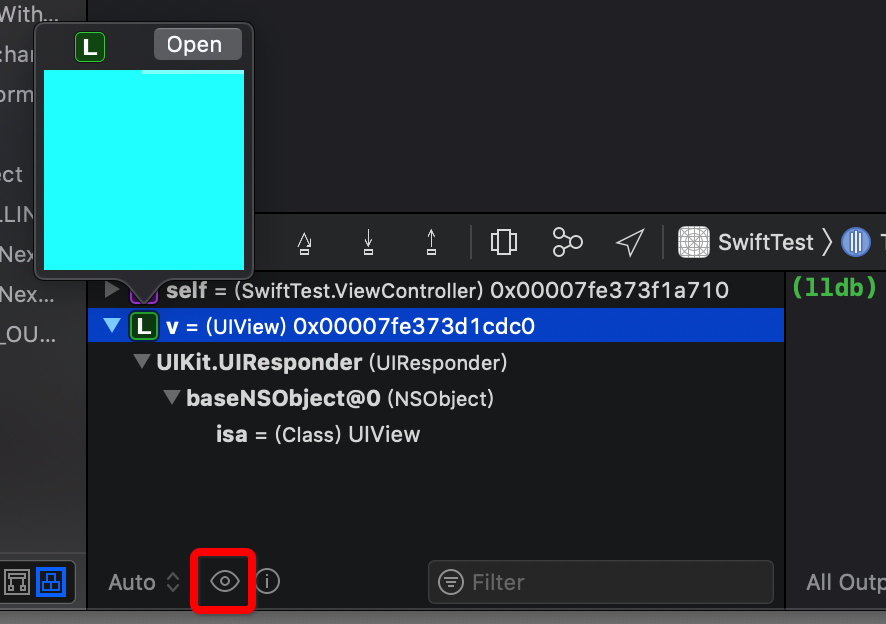 With...
L Open
:har
orm
ect
LLIN
SwiftTest
Nex
Nex...
_OU...
self = (SwiftTest.ViewController) 0x00007fe373f1a710
(lldb)
L v = (UIView) 0x00007fe373d1cdc0
UIKit.UIResponder (UIResponder)
baseNSObject@0 (NSObject)
isa = (Class) UIView
Auto
Filter
All Outp